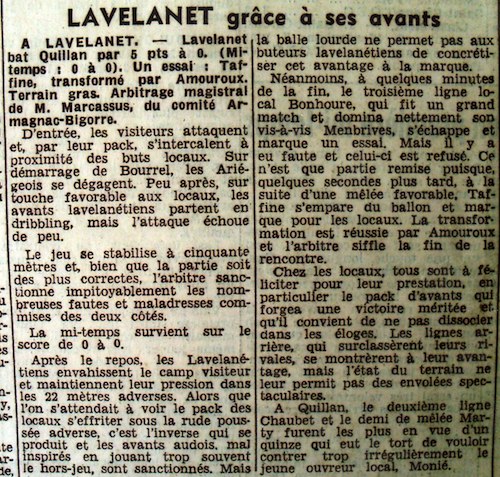 LAVELANET grâce à ses avants
A LAVELANET. — Lavelanet
bat Quillan par 5 pts à 0. (Mi-
temps : 0 à 0). Un essai : Taf-
fine, transformé par Amouroux.
Terrain gras. Arbitrage magistral
de M. Marcassus, du comité Ar-
magnac-Bigorre.
D'entrée, les visiteurs attaquent
et, par leur pack, s'intercalent à
proximité des buts locaux. Sur
démarrage de Bourrel, les Arié-
geois se dégagent. Peu après, sur
touche favorable aux locaux, les
avants lavelanétiens partent en
dribbling, mais l'attaque échoue
de peu.
Le jeu se stabilise à cinquante
mètres et, bien que la partie soit
des plus correctes, l'arbitre sanc-
tionne impitoyablement les nom-
breuses fautes et maladresses com-
mises des deux côtés.
La mi-temps survient sur le
score de 0 à 0.
Après le repos, les Lavelané-
tiens envahissent le camp visiteur
et maintiennent leur pression dans
les 22 mètres adverses. Alors que
l'on s'attendait à voir le pack des
locaux s'effriter sous la rude pous-
sée adverse, c'est l'inverse qui se
produit et les avants audois, mal
inspirés en jouant trop souvent
le hors-jeu, sont sanctionnés. Mais
la balle lourde ne permet pas aux
buteurs lavelanétiens de concréti-
ser cet avantage à la marque.
Néanmoins, à quelques minutes
de la fin, le troisième ligne lo-
cal Bonhoure, qui fit un grand
match et domina nettement son
vis-à-vis Menbrives, s'échappe et
marque un essai. Mais il y a
eu faute et celui-ci est refusé. Ce
n'est que partie remise puisque,
quelques secondes plus tard, à la
suite d'une mêlée favorable, Taf-
fine s'empare du ballon et mar-
que pour les locaux. La transfor-
mation est réussie par Amouroux
et l'arbitre siffle la fin de la
rencontre.
Chez les locaux, tous sont à fé-
liciter pour leur prestation, en
particulier le pack d'avants qui
forgea une victoire méritée et
qu'il convient de ne pas dissocier
dans les éloges. Les lignes ar-
rière, qui surclassèrent leurs ri-
vales, se montrèrent à leur avan-
tage, mais l'état du terrain ne
leur permit pas des envolées spec-
taculaires.
A Quillan, le deuxième ligne
Chaubet et le demi de mêlée Mar-
ty furent les plus en vue d'un
quinze qui eut le tort de vouloir
contrer trop irrégulièrement le
jeune ouvreur local, Monié.